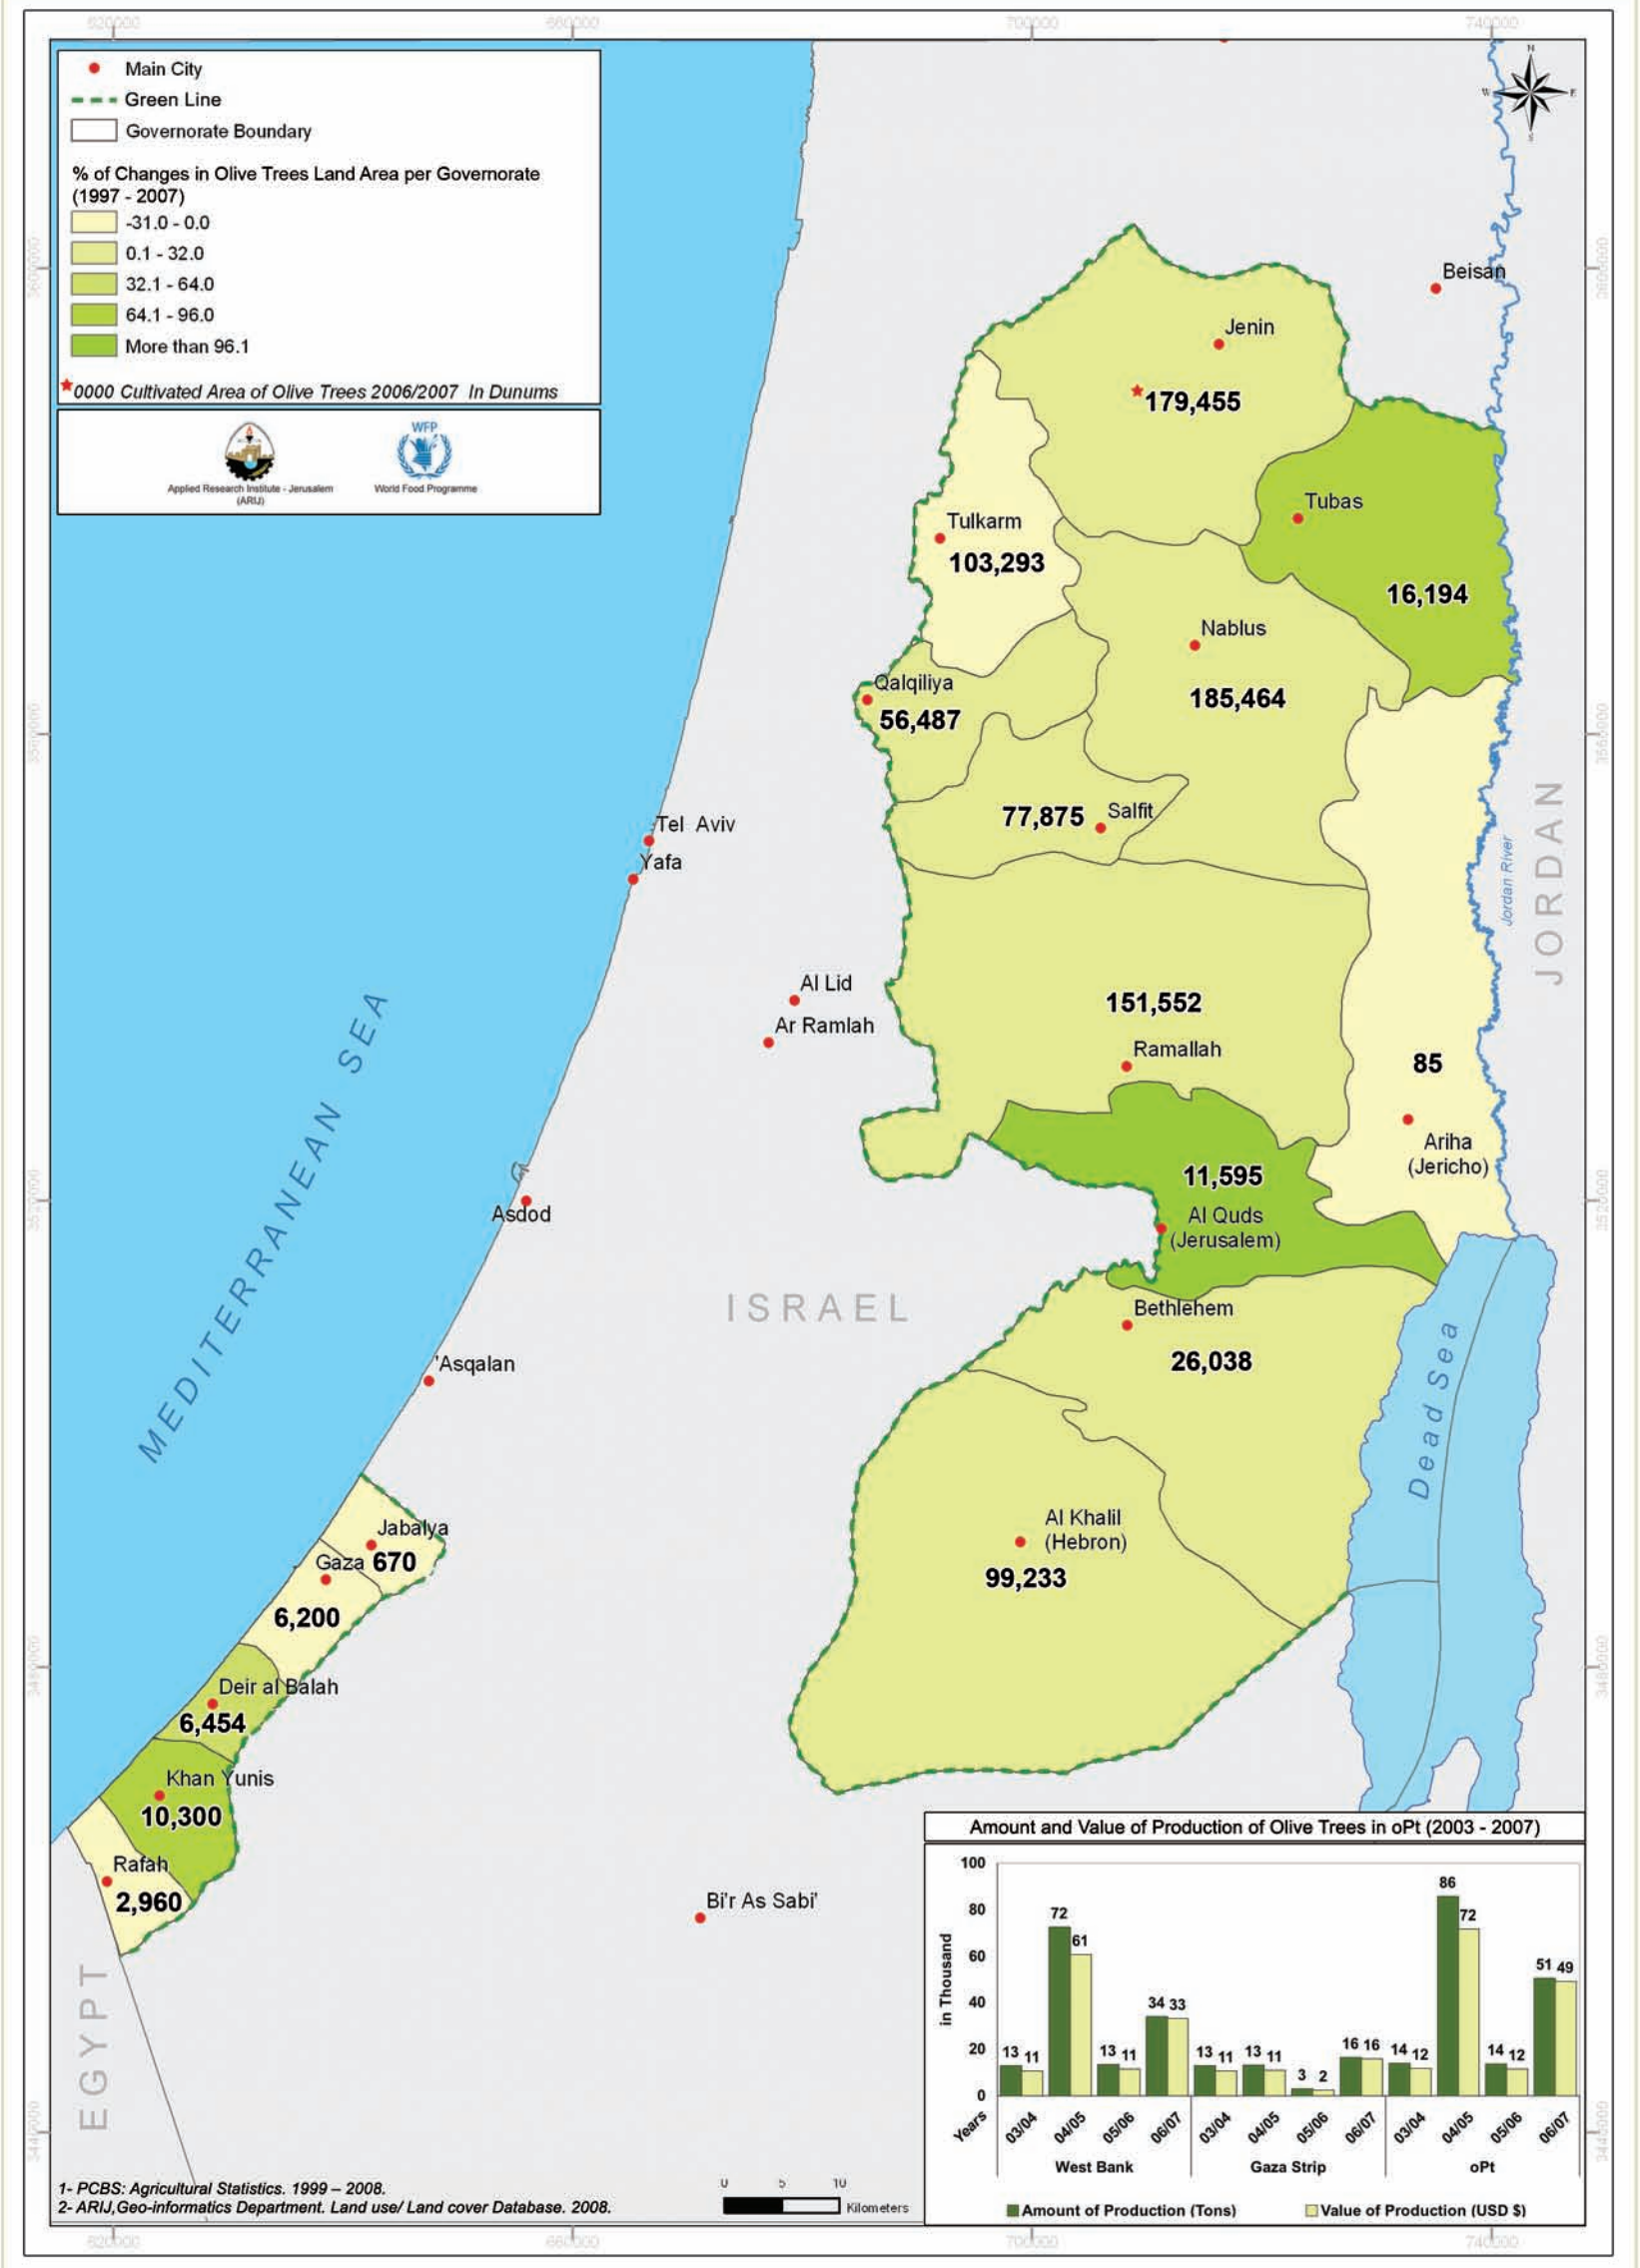 620000 660000 700000 740000
Main City
Green Line
Governorate Boundary
% of Changes in Olive Trees Land Area per Governorate
(1997 - 2007)
-31.0 - 0.0
0.1 - 32.0
32.1 - 64.0
64.1 - 96.0
More than 96.1
0000 Cultivated Area of Olive Trees 2006/2007 In Dunums
WFP
Applied Research Institute - Jerusalem
(ARIJ)
World Food Programme
N
W E
S
Beisan
Jenin
179,455
Tubas
16,194
Tulkarm
103,293
Nablus
185,464
Qalqiliya
56,487
77,875 Salfit
Tel Aviv
Yafa
JORDAN
Jordan River
Al Lid
Ar Ramlah
151,552
Ramallah
85
Ariha
(Jericho)
11,595
Al Quds
(Jerusalem)
MEDITERRANEAN SEA
Asdod
ISRAEL
Bethlehem
26,038
Dead Sea
'Asqalan
Al Khalil
(Hebron)
99,233
Jabalya
670
Gaza
6,200
Deir al Balah
6,454
Khan Yunis
10,300
Rafah
2,960
Bi'r As Sabi'
EGYPT
Amount and Value of Production of Olive Trees in oPt (2003 - 2007)
in Thousand
100
80
60
40
20
0
13 11 72 61 13 11 34 33 13 11 13 11 3 2 16 16 14 12 86 72 14 12 51 49
Years 03/04 04/05 05/06 06/07 03/04 04/05 05/06 06/07 03/04 04/05 05/06 06/07
West Bank Gaza Strip oPt
Amount of Production (Tons) Value of Production (USD $)
1- PCBS: Agricultural Statistics. 1999 – 2008.
2- ARIJ,Geo-informatics Department. Land use/ Land cover Database. 2008.
0 5 10
Kilometers
620000 660000 700000 740000